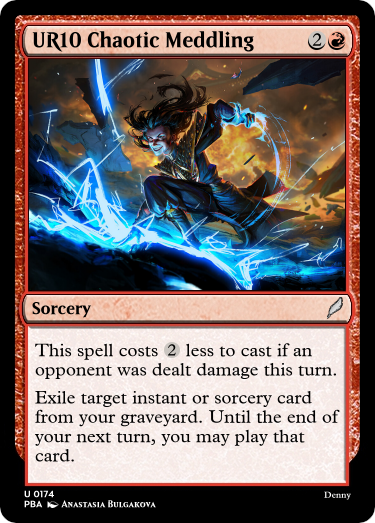 UR10 Chaotic Meddling 2
Sorcery
This spell costs 2 less to cast if an
opponent was dealt damage this turn.
Exile target instant or sorcery card
from your graveyard. Until the end of
your next turn, you may play that
card.
U 0174 Denny
PBA Anastasia Bulgakova